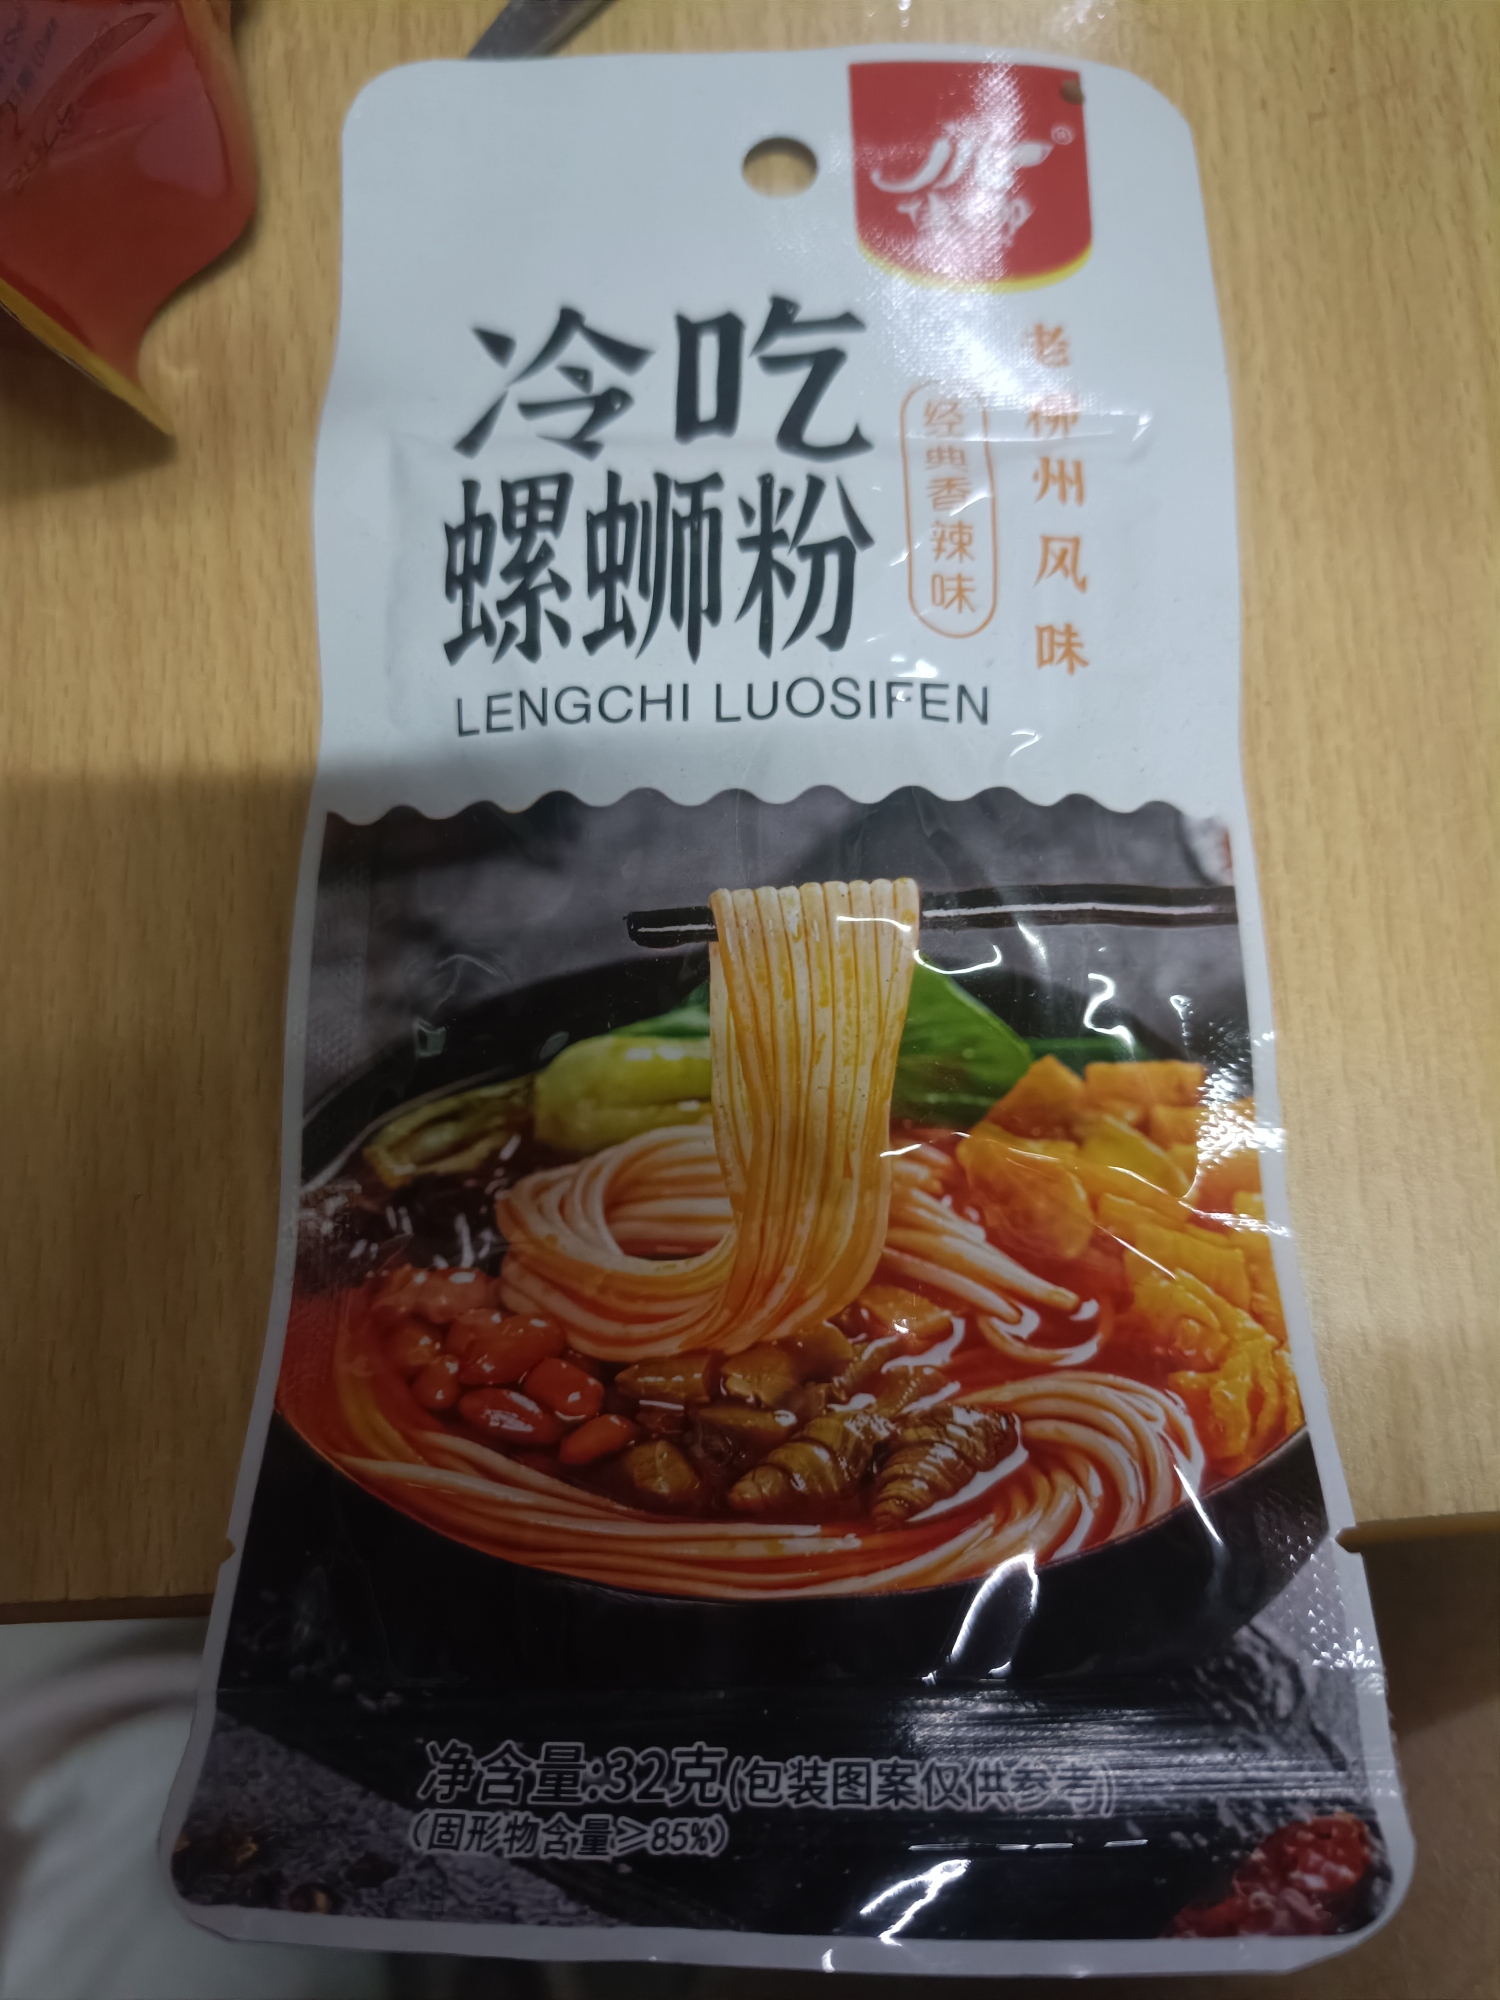 冷吃
螺蛳粉
经典香辣味
老柳州风味
LENGCHI LUOSIFEN
净含量:32克(包装图案仅供参考)
(固形物含量≥85%)